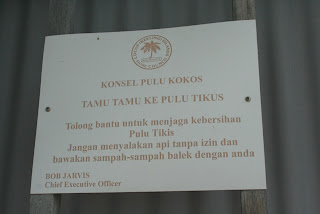 KONSEL PULU KOKOS
TAMU TAMU KE PULU TIKUS
Tolong bantu untuk menjaga kebersihan
Pulu Tikis
Jangan menyalakan api tanpa izin dan
bawakan sampah-sampah balek dengan anda
BOB JARVIS
Chief Executive Officer